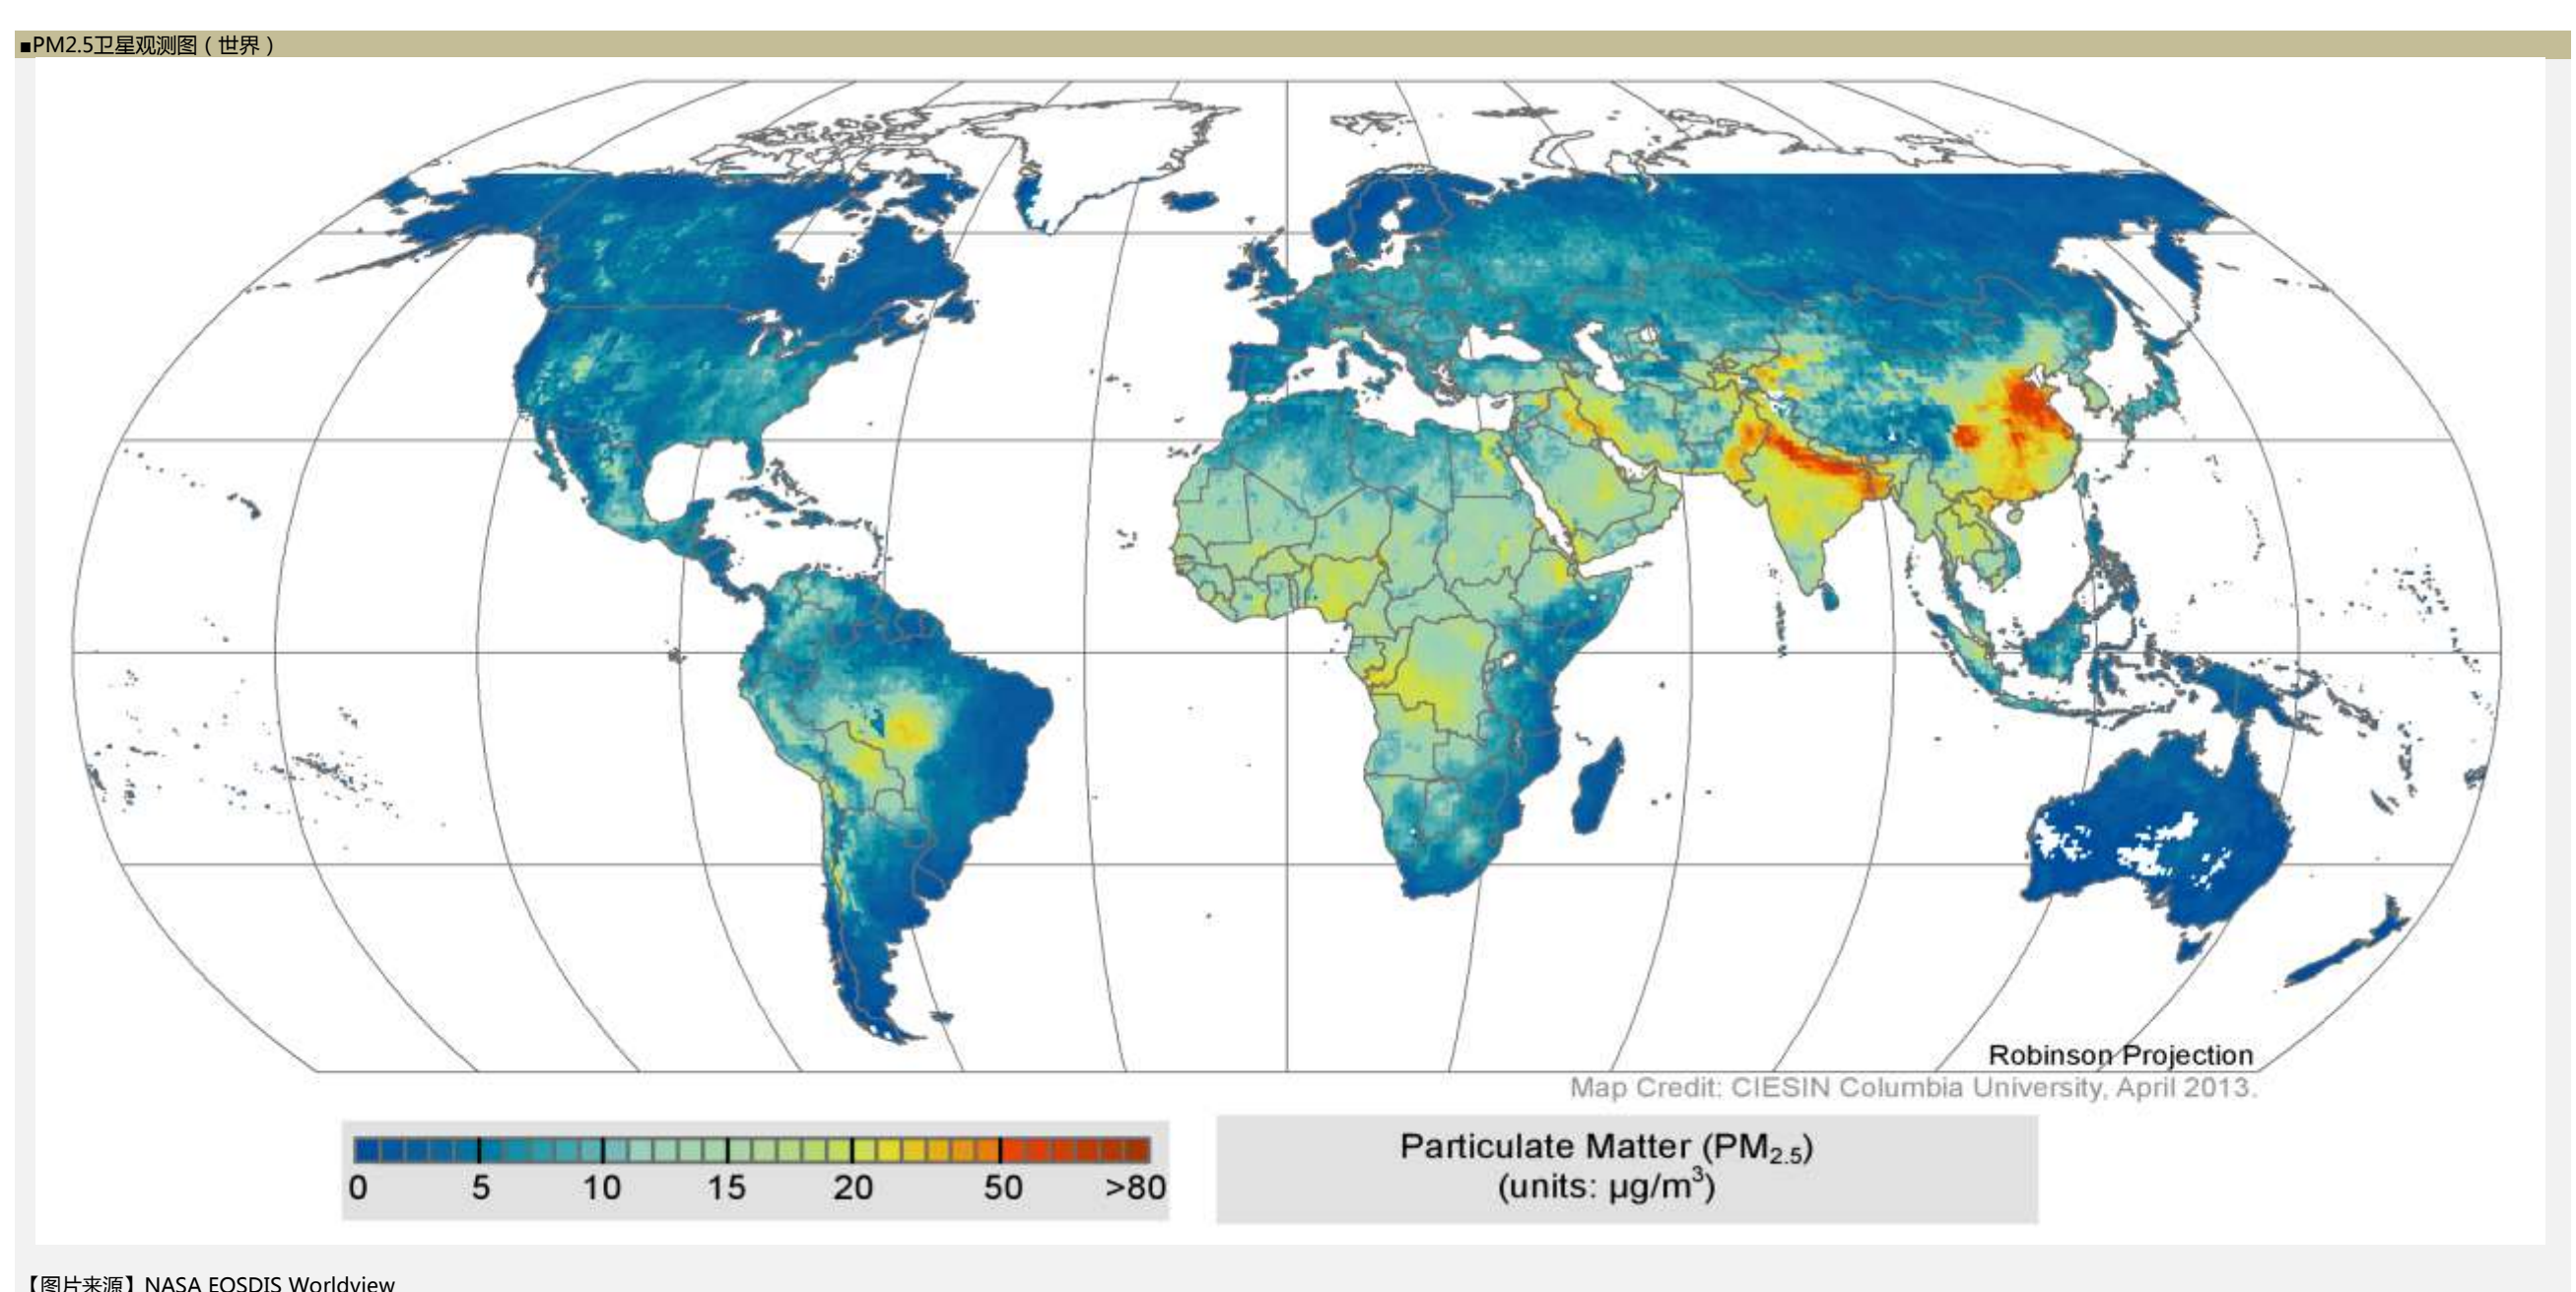 ■PM2.5卫星观测图（世界）
Robinson Projection
Map Credit: CIESIN Columbia University, April 2013.
0 5 10 15 20 50 >80
Particulate Matter (PM2.5)
(units: µg/m³)
【图片来源】NASA EOSDIS Worldview